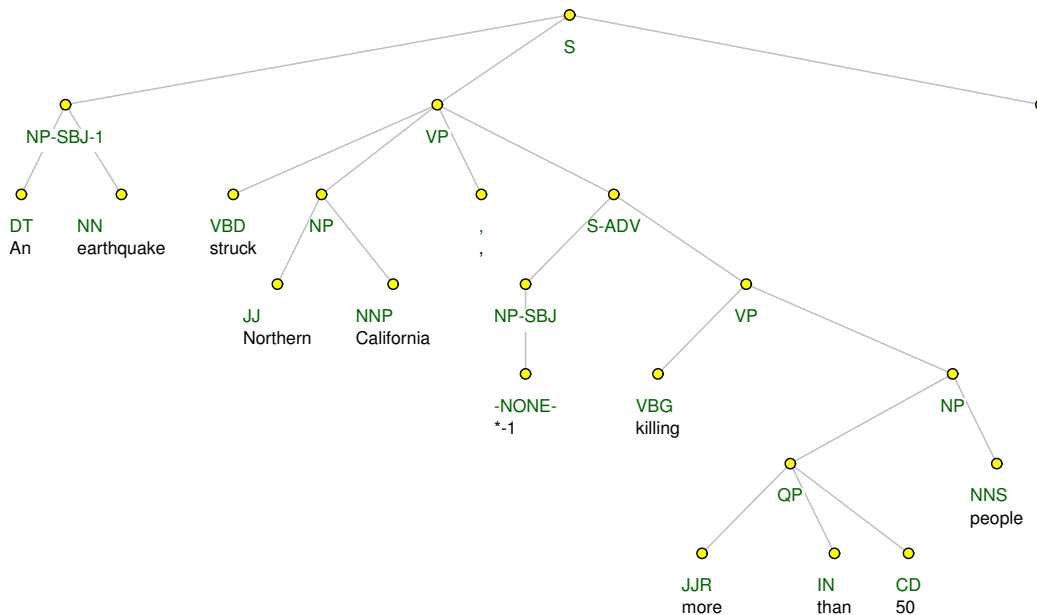 S
NP-SBJ-1 VP
DT NN VBD NP , S-ADV
An earthquake struck ,
JJ NNP NP-SBJ VP
Northern California
-NONE- VBG NP
*-1 killing
QP NNS
people
JJR IN CD
more than 50